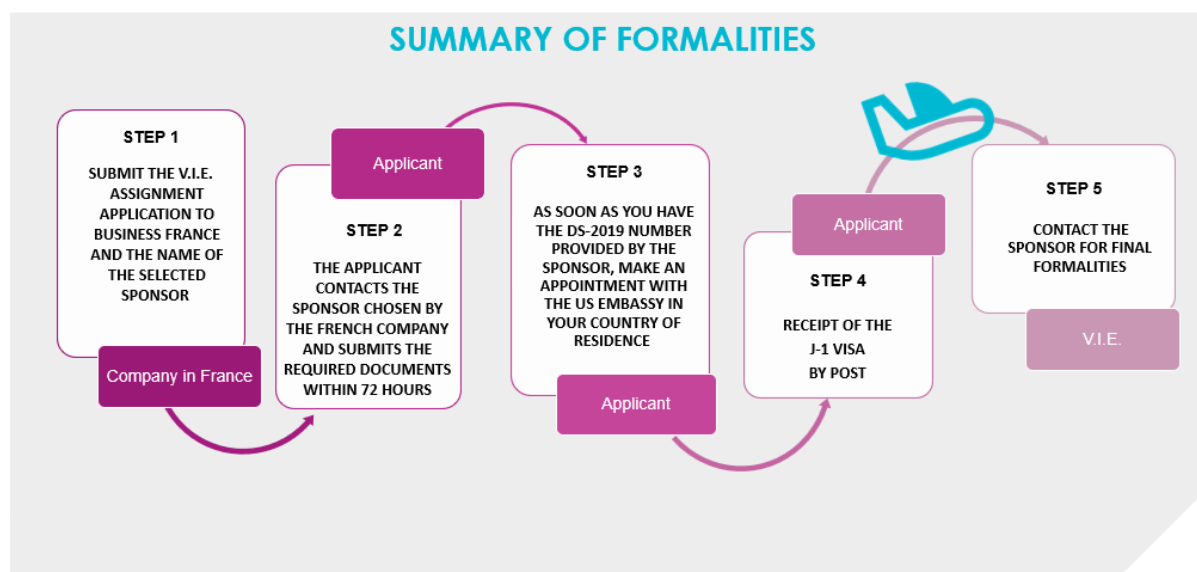 SUMMARY OF FORMALITIES
STEP 1
SUBMIT THE V.I.E.
ASSIGNMENT
APPLICATION TO
BUSINESS FRANCE
AND THE NAME OF
THE SELECTED
SPONSOR
Company in France
Applicant
STEP 2
THE APPLICANT
CONTACTS THE
SPONSOR CHOSEN BY
THE FRENCH COMPANY
AND SUBMITS THE
REQUIRED DOCUMENTS
WITHIN 72 HOURS
STEP 3
AS SOON AS YOU HAVE
THE DS-2019 NUMBER
PROVIDED BY THE
SPONSOR, MAKE AN
APPOINTMENT WITH
THE US EMBASSY IN
YOUR COUNTRY OF
RESIDENCE
Applicant
Applicant
STEP 4
RECEIPT OF THE
J-1 VISA
BY POST
STEP 5
CONTACT THE
SPONSOR FOR FINAL
FORMALITIES
V.I.E.